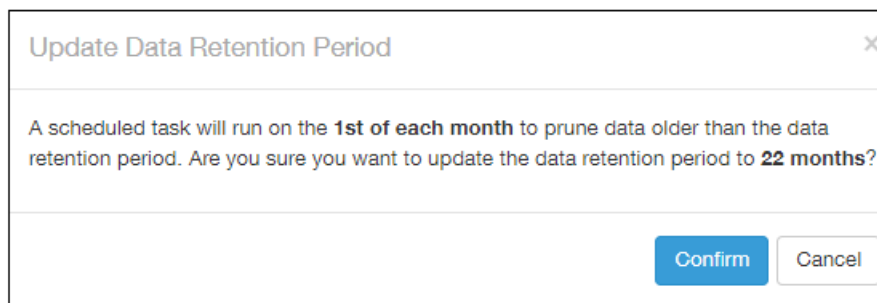 Update Data Retention Period
×
A scheduled task will run on the 1st of each month to prune data older than the data
retention period. Are you sure you want to update the data retention period to 22 months?
Confirm
Cancel